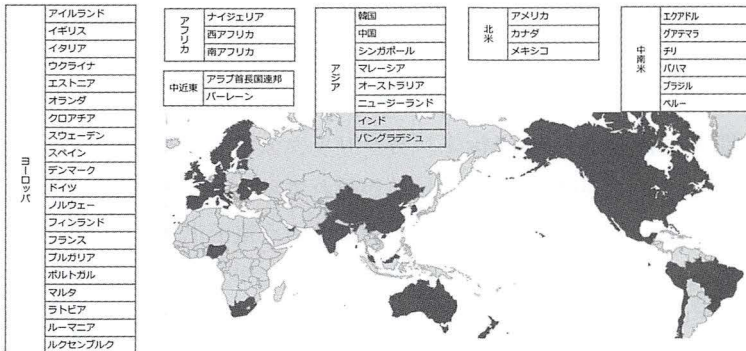 ヨーロッパ
アイルランド
イギリス
イタリア
ウクライナ
エストニア
オランダ
クロアチア
スウェーデン
スペイン
デンマーク
ドイツ
ノルウェー
フィンランド
フランス
ブルガリア
ポルトガル
マルタ
ラトビア
ルーマニア
ルクセンブルク
アフリカ
ナイジェリア
西アフリカ
南アフリカ
中近東
アラブ首長国連邦
バーレーン
アジア
韓国
中国
シンガポール
マレーシア
オーストラリア
ニュージーランド
インド
バングラデシュ
北米
アメリカ
カナダ
メキシコ
中南米
エクアドル
グアテマラ
チリ
バハマ
ブラジル
ペルー